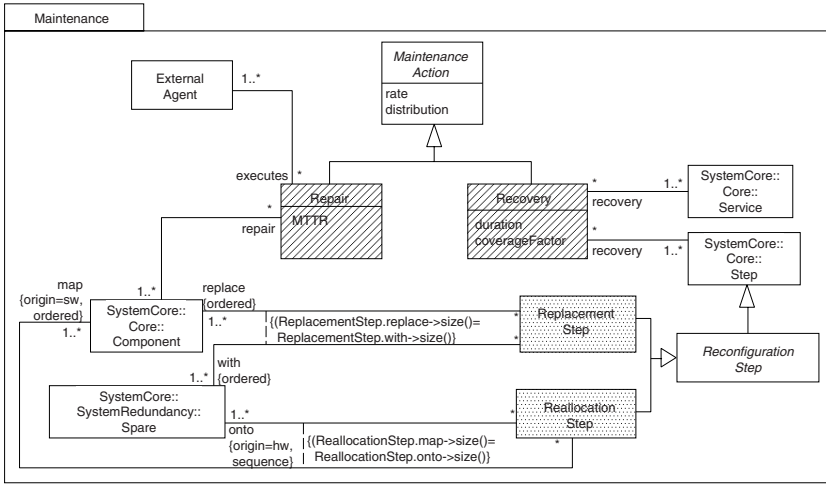 Maintenance
Maintenance
Action
rate
distribution
External
Agent
1..*
executes
*
Repair
MTTR
*
repair
Recovery
duration
coverageFactor
*
recovery
1..*
SystemCore::
Core::
Service
*
recovery
1..*
SystemCore::
Core::
Step
map
{origin=sw,
ordered}
1..*
1..*
SystemCore::
Core::
Component
replace
{ordered}
1..*
{(ReplacementStep.replace->size()=
ReplacementStep.with->size()}
*
*
Replacement
Step
Reconfiguration
Step
with
{ordered}
1..*
SystemCore::
SystemRedundancy::
Spare
1..*
onto
{origin=hw,
sequence}
{(ReallocationStep.map->size()=
ReallocationStep.onto->size()}
*
*
Reallocation
Step